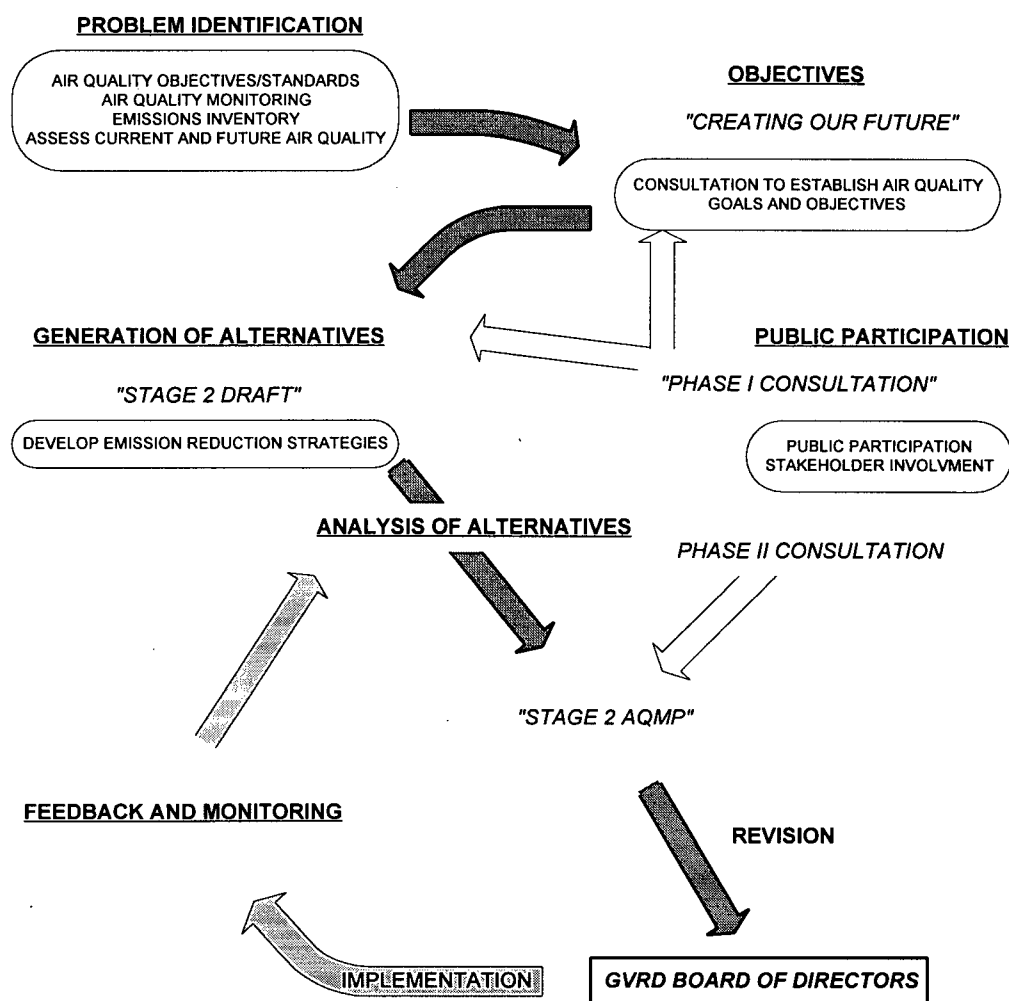 PROBLEM IDENTIFICATION
AIR QUALITY OBJECTIVES/STANDARDS
AIR QUALITY MONITORING
EMISSIONS INVENTORY
ASSESS CURRENT AND FUTURE AIR QUALITY
OBJECTIVES
"CREATING OUR FUTURE"
CONSULTATION TO ESTABLISH AIR QUALITY
GOALS AND OBJECTIVES
GENERATION OF ALTERNATIVES
"STAGE 2 DRAFT"
DEVELOP EMISSION REDUCTION STRATEGIES
PUBLIC PARTICIPATION
"PHASE I CONSULTATION"
PUBLIC PARTICIPATION
STAKEHOLDER INVOLVMENT
ANALYSIS OF ALTERNATIVES
PHASE II CONSULTATION
"STAGE 2 AQMP"
FEEDBACK AND MONITORING
REVISION
IMPLEMENTATION
GVRD BOARD OF DIRECTORS